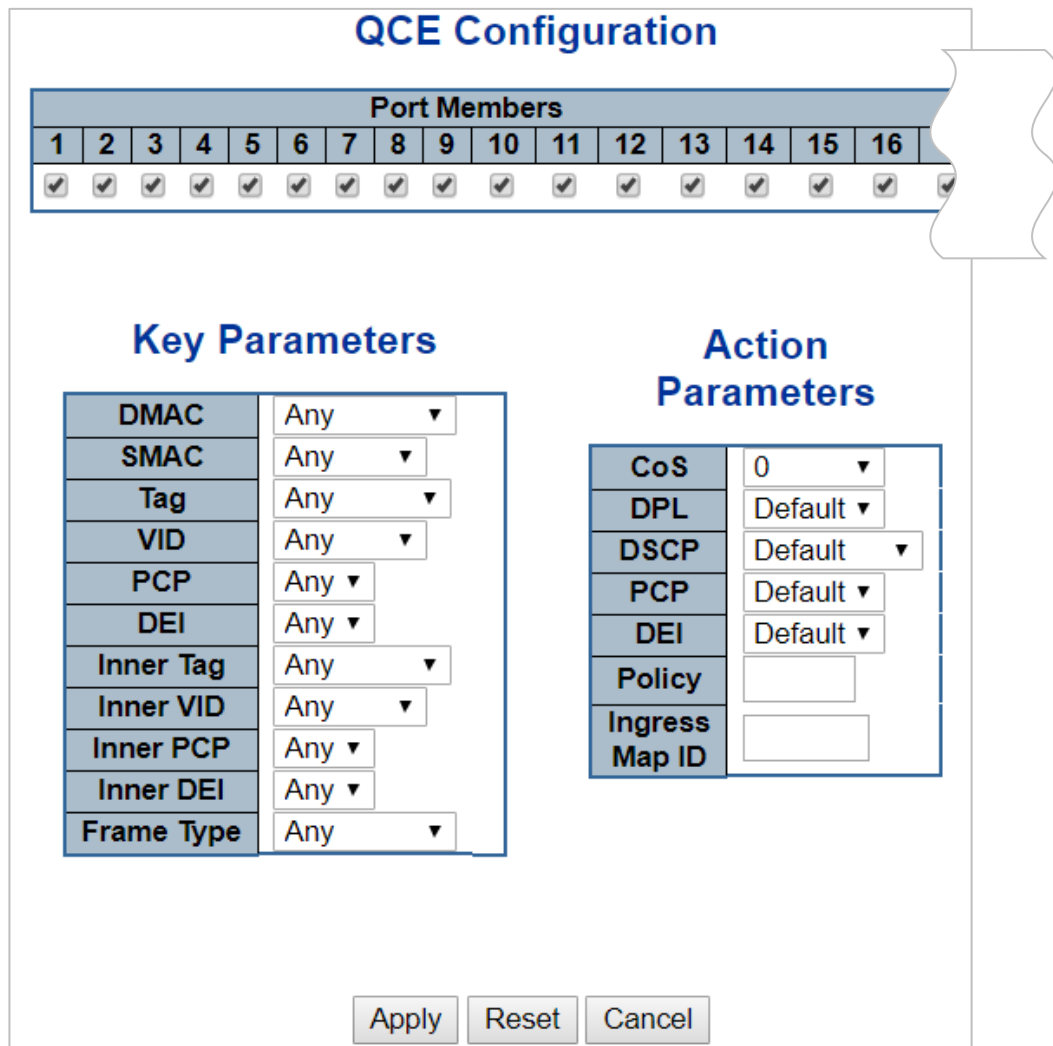 QCE Configuration
Port Members
1 2 3 4 5 6 7 8 9 10 11 12 13 14 15 16
Key Parameters
DMAC Any
SMAC Any
Tag Any
VID Any
PCP Any
DEI Any
Inner Tag Any
Inner VID Any
Inner PCP Any
Inner DEI Any
Frame Type Any
Action
Parameters
CoS 0
DPL Default
DSCP Default
PCP Default
DEI Default
Policy
Ingress
Map ID
Apply Reset Cancel